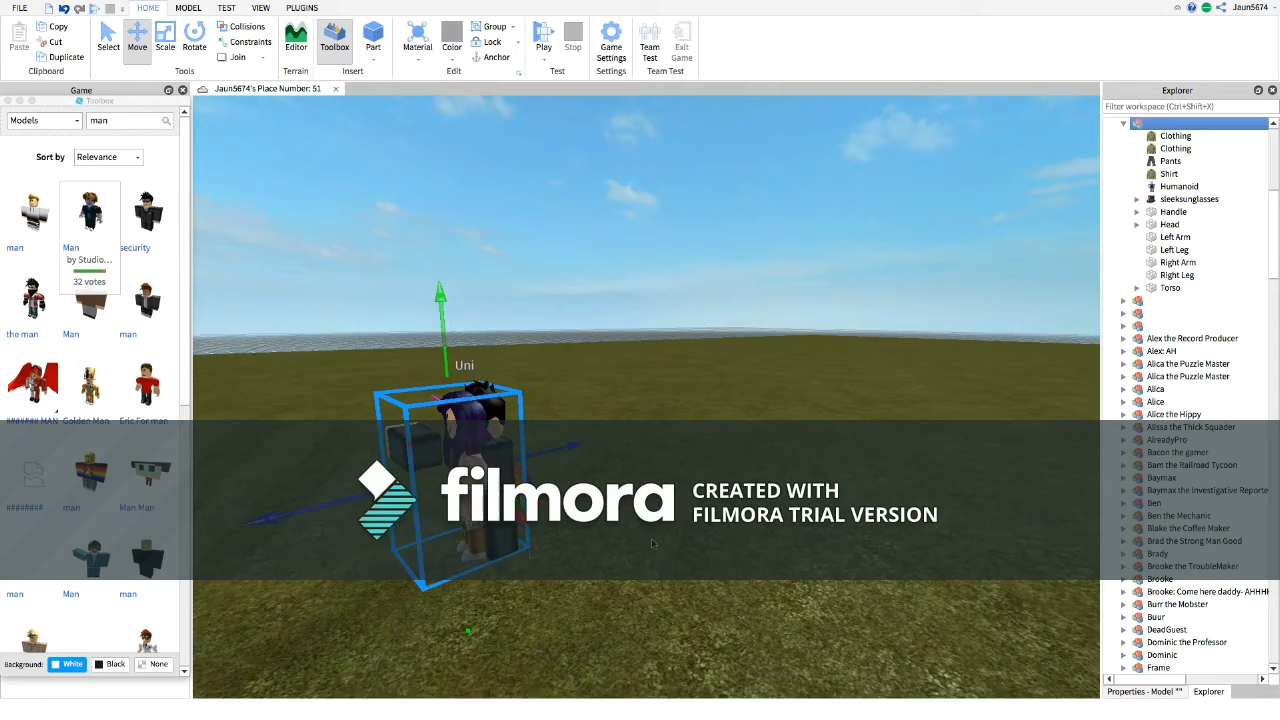 FILE
HOME
MODEL
TEST
VIEW
PLUGINS
Jaun5674
Paste
Copy
Cut
Duplicate
Clipboard
Select
Move
Scale
Rotate
Collisions
Constraints
Join
Tools
Editor
Terrain
Toolbox
Part
Insert
Material
Color
Group
Lock
Anchor
Edit
Play
Stop
Test
Game
Settings
Settings
Team
Test
Exit
Game
Team Test
Game
Toolbox
Models
man
Sort by
Relevance
man
Man
security
by Studio...
32 votes
the man
Man
man
####### MAN
Golden Man
Eric For man
########
man
Man Man
man
Man
man
Background:
White
Black
None
Jaun5674's Place Number: 51
Uni
filmora
CREATED WITH
FILMORA TRIAL VERSION
Explorer
Filter workspace (Ctrl+Shift+X)
Clothing
Clothing
Pants
Shirt
Humanoid
sleeksunglasses
Handle
Head
Left Arm
Left Leg
Right Arm
Right Leg
Torso
Alex the Record Producer
Alex: AH
Alica the Puzzle Master
Alica the Puzzle Master
Alica
Alice
Alice the Hippy
Alissa the Thick Squader
AlreadyPro
Bacon the gamer
Bam the Railroad Tycoon
Baymax
Baymax the Investigative Reporte
Ben
Ben the Mechanic
Blake the Coffee Maker
Brad the Strong Man Good
Brady
Brooke the TroubleMaker
Brooke
Brooke: Come here daddy- AHHHH
Burr the Mobster
Buur
DeadGuest
Dominic the Professor
Dominic
Frame
Properties - Model ""
Explorer